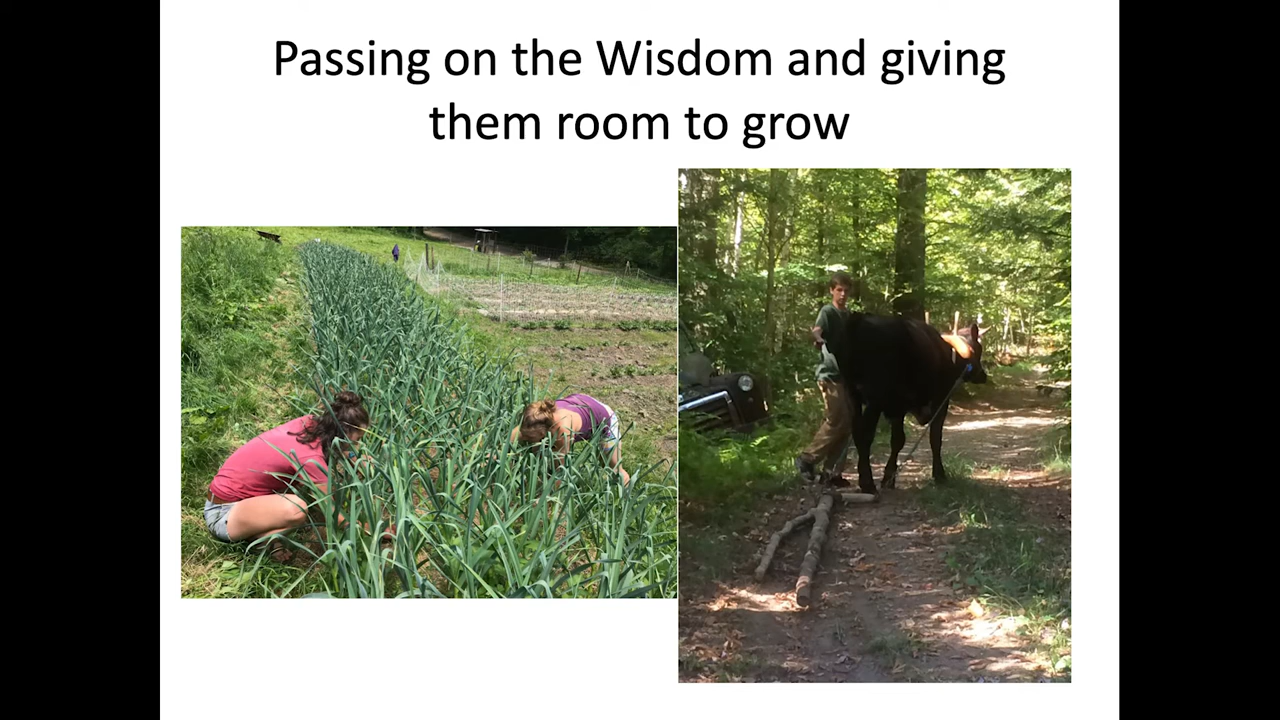 Passing on the Wisdom and giving
them room to grow